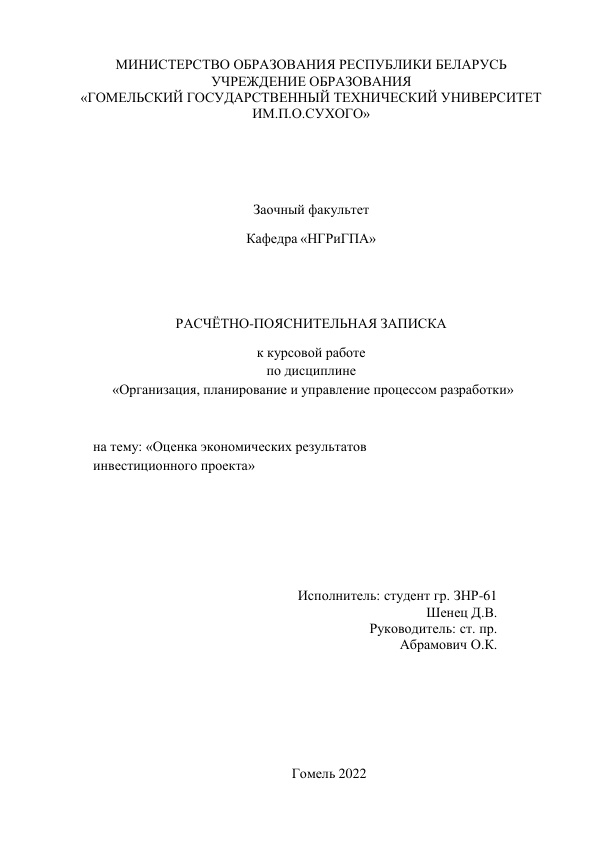 МИНИСТЕРСТВО ОБРАЗОВАНИЯ РЕСПУБЛИКИ БЕЛАРУСЬ
УЧРЕЖДЕНИЕ ОБРАЗОВАНИЯ
«ГОМЕЛЬСКИЙ ГОСУДАРСТВЕННЫЙ ТЕХНИЧЕСКИЙ УНИВЕРСИТЕТ
ИМ.П.О.СУХОГО»
Заочный факультет
Кафедра «НГРиГПА»
РАСЧЁТНО-ПОЯСНИТЕЛЬНАЯ ЗАПИСКА
к курсовой работе
по дисциплине
«Организация, планирование и управление процессом разработки»
на тему: «Оценка экономических результатов
инвестиционного проекта»
Исполнитель: студент гр. ЗНР-61
Шенец Д.В.
Руководитель: ст. пр.
Абрамович О.К.
Гомель 2022